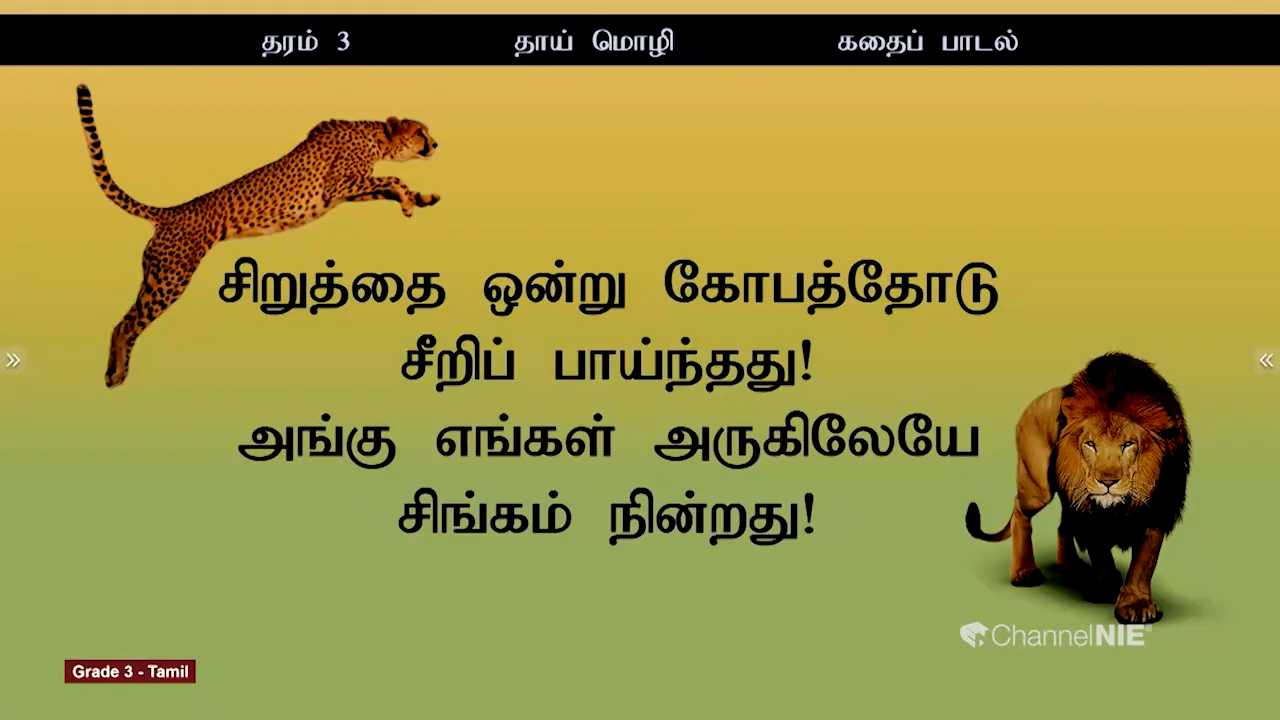 தரம் 3 தாய் மொழி கதைப் பாடல்
சிறுத்தை ஒன்று கோபத்தோடு
சீறிப் பாய்ந்தது!
அங்கு எங்கள் அருகிலேயே
சிங்கம் நின்றது!
ChannelNIE
Grade 3 - Tamil